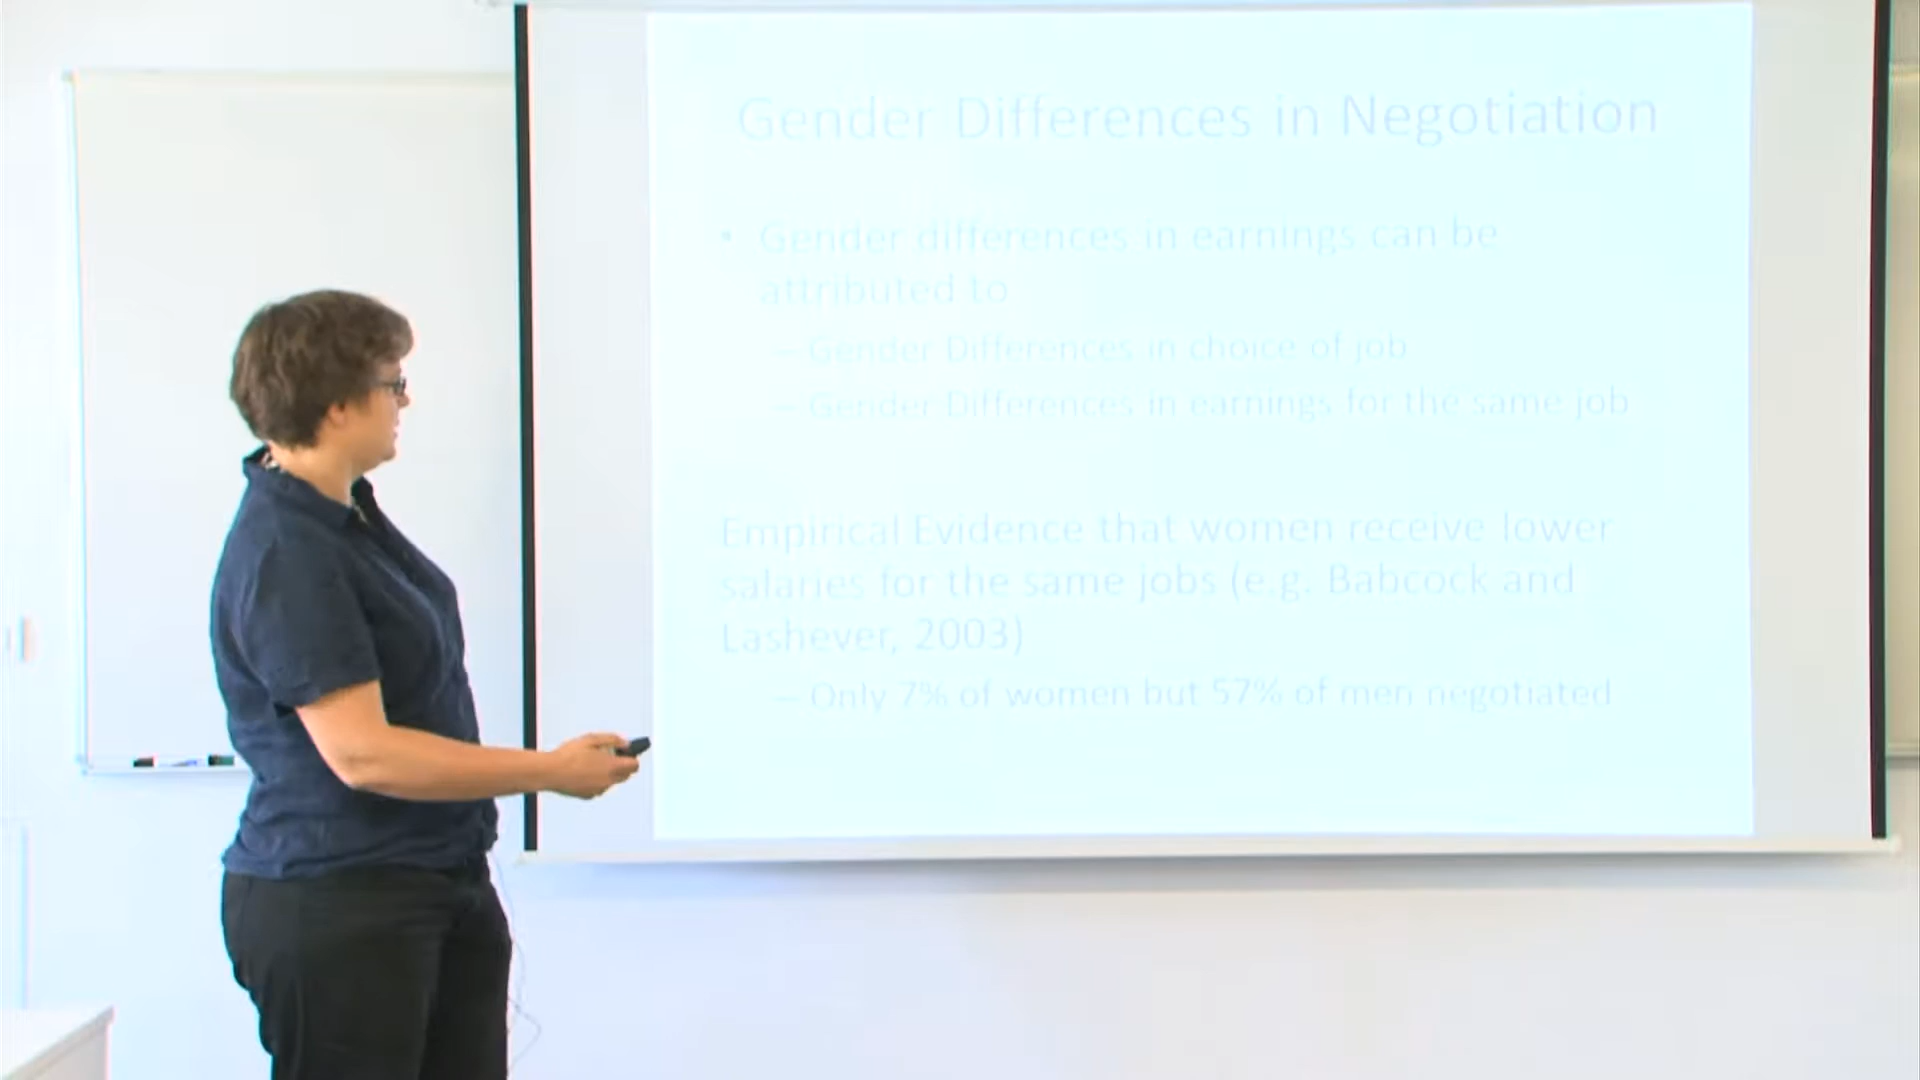 Gender Differences in Negotiation
• Gender differences in earnings can be
attributed to
– Gender Differences in choice of job
– Gender Differences in earnings for the same job
Empirical Evidence that women receive lower
salaries for the same jobs (e.g. Babcock and
Lashever, 2003)
– Only 7% of women but 57% of men negotiated